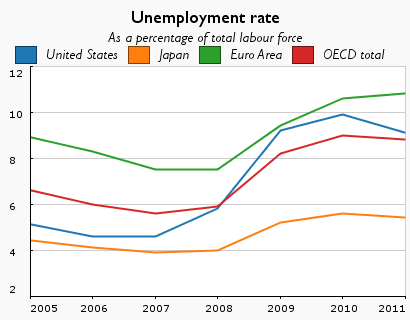 Unemployment rate
As a percentage of total labour force
United States Japan Euro Area OECD total
12
10
8
6
4
2
2005 2006 2007 2008 2009 2010 2011